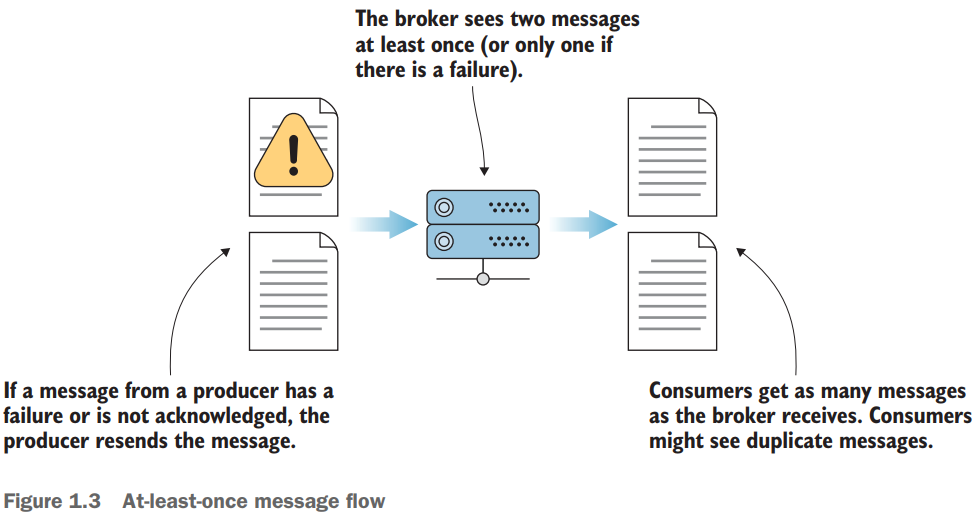 The broker sees two messages
at least once (or only one if
there is a failure).
If a message from a producer has a
failure or is not acknowledged, the
producer resends the message.
Consumers get as many messages
as the broker receives. Consumers
might see duplicate messages.
Figure 1.3 At-least-once message flow